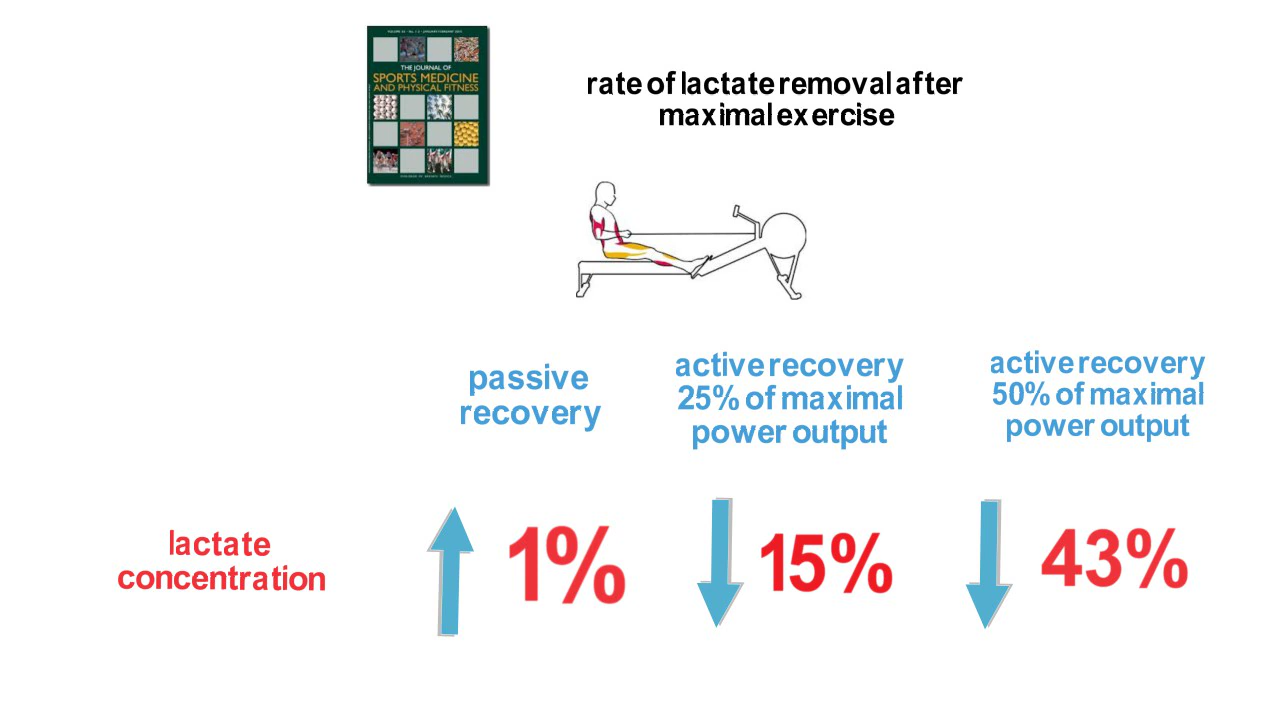 THE JOURNAL OF
SPORTS MEDICINE
AND PHYSICAL FITNESS
rate of lactate removal after
maximal exercise
passive
recovery
active recovery
25% of maximal
power output
active recovery
50% of maximal
power output
lactate
concentration
1%
15%
43%